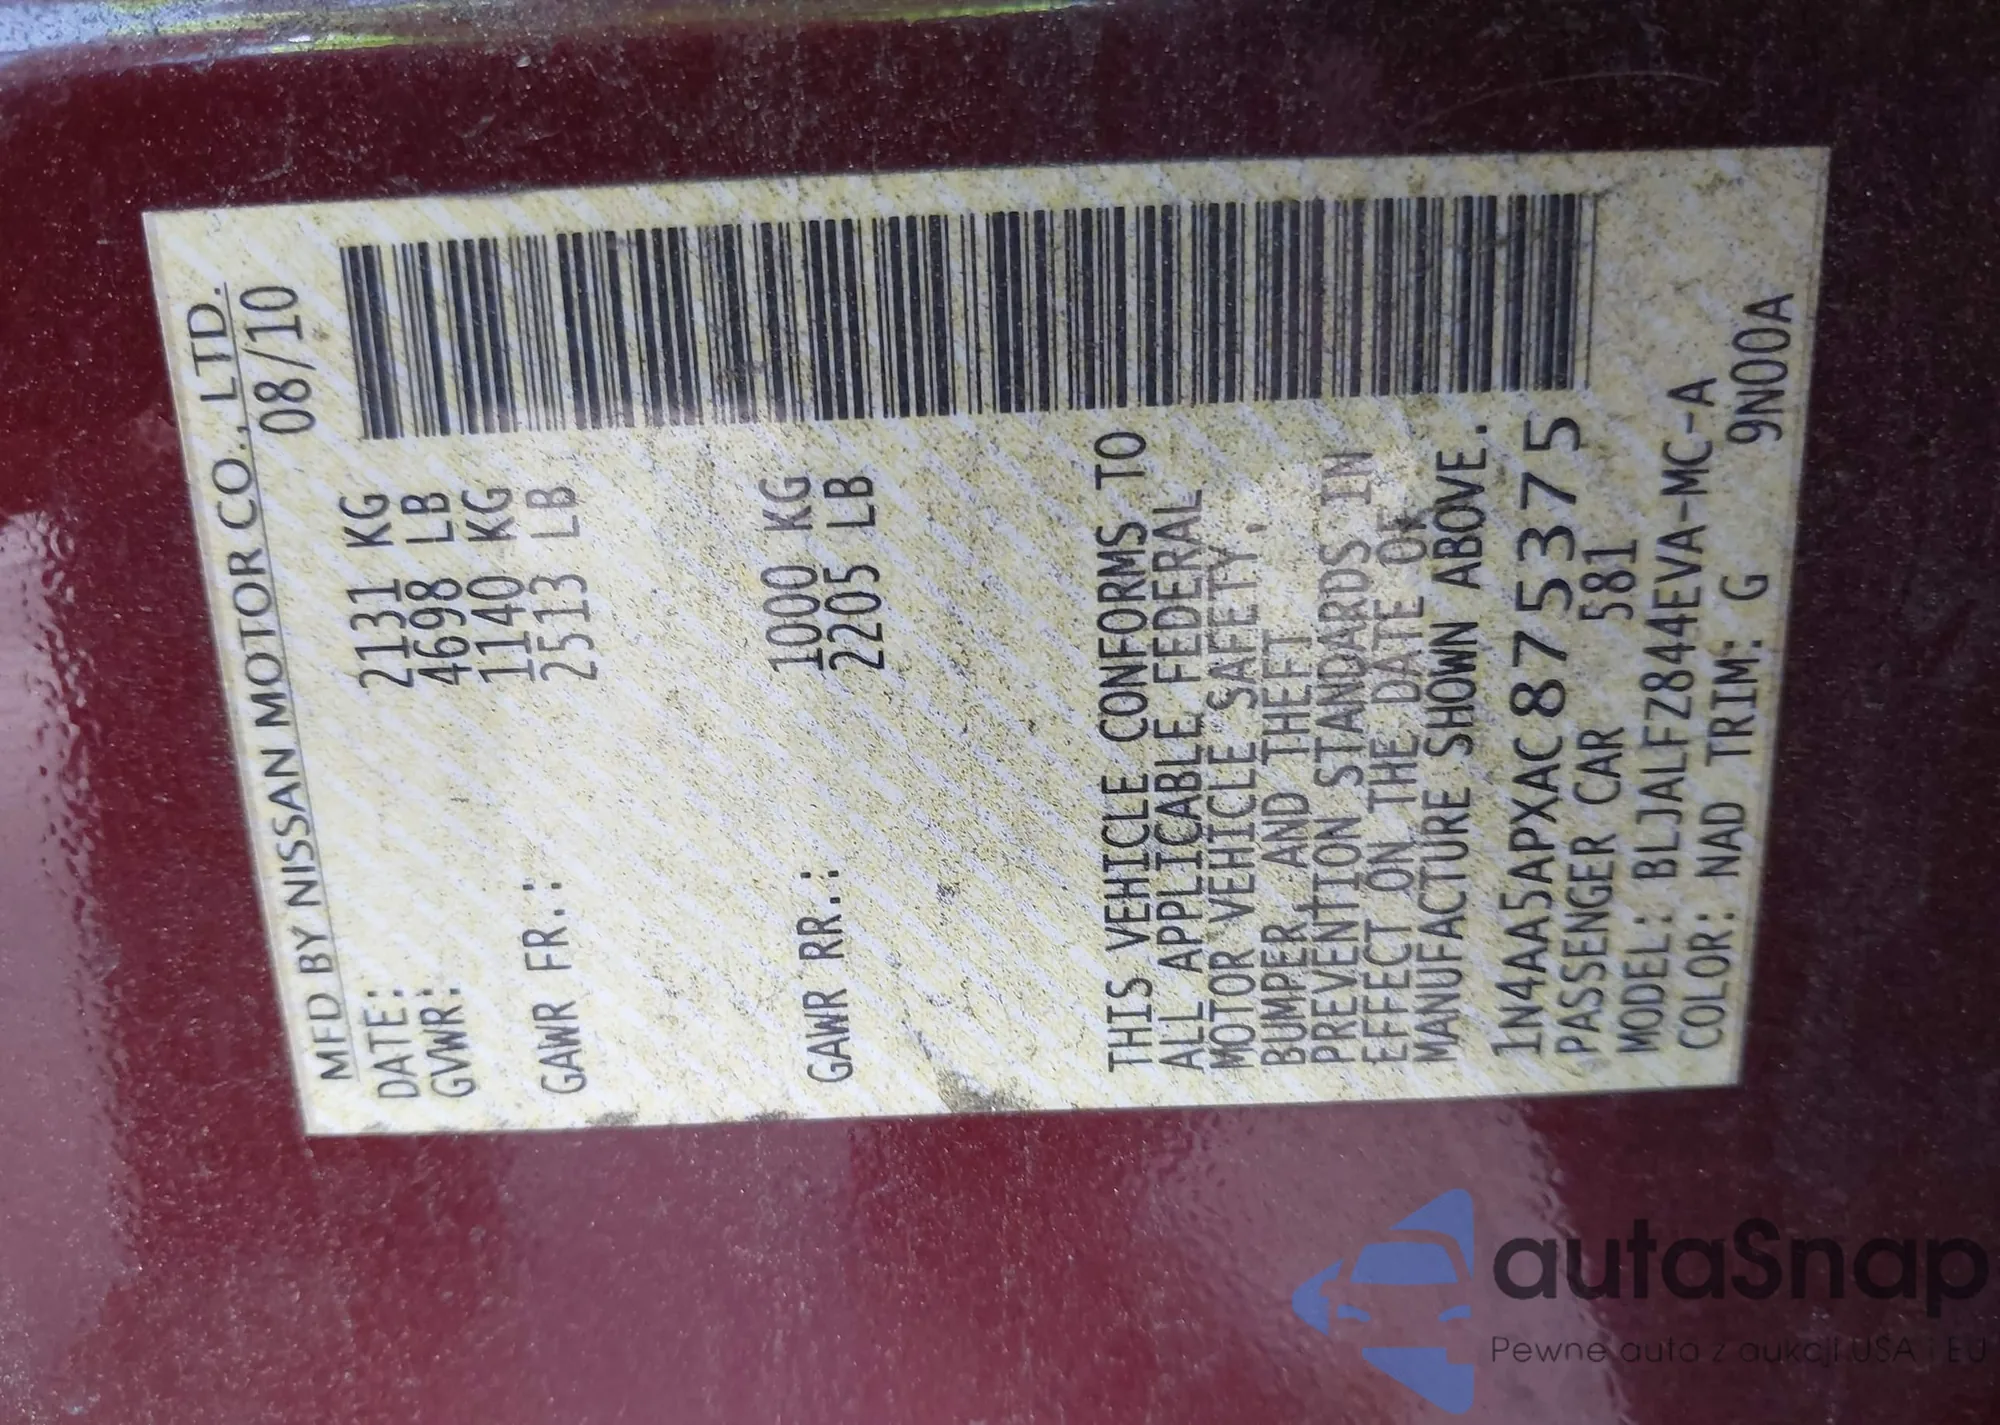 MFD BY NISSAN MOTOR CO., LTD.
DATE: 08/10
GVWR: 2131 KG
4698 LB
GAWR FR.: 1140 KG
2513 LB
GAWR RR.: 1000 KG
2205 LB
THIS VEHICLE CONFORMS TO
ALL APPLICABLE FEDERAL
MOTOR VEHICLE SAFETY,
BUMPER AND THEFT
PREVENTION STANDARDS IN
EFFECT ON THE DATE OF
MANUFACTURE SHOWN ABOVE.
1N4AA5APXAC875375
PASSENGER CAR 581
MODEL: BLJALFZ844EVA-MC-A
COLOR: NAD TRIM: G 9N00A
autaSnap
Pewne auta z aukcji USA i EU